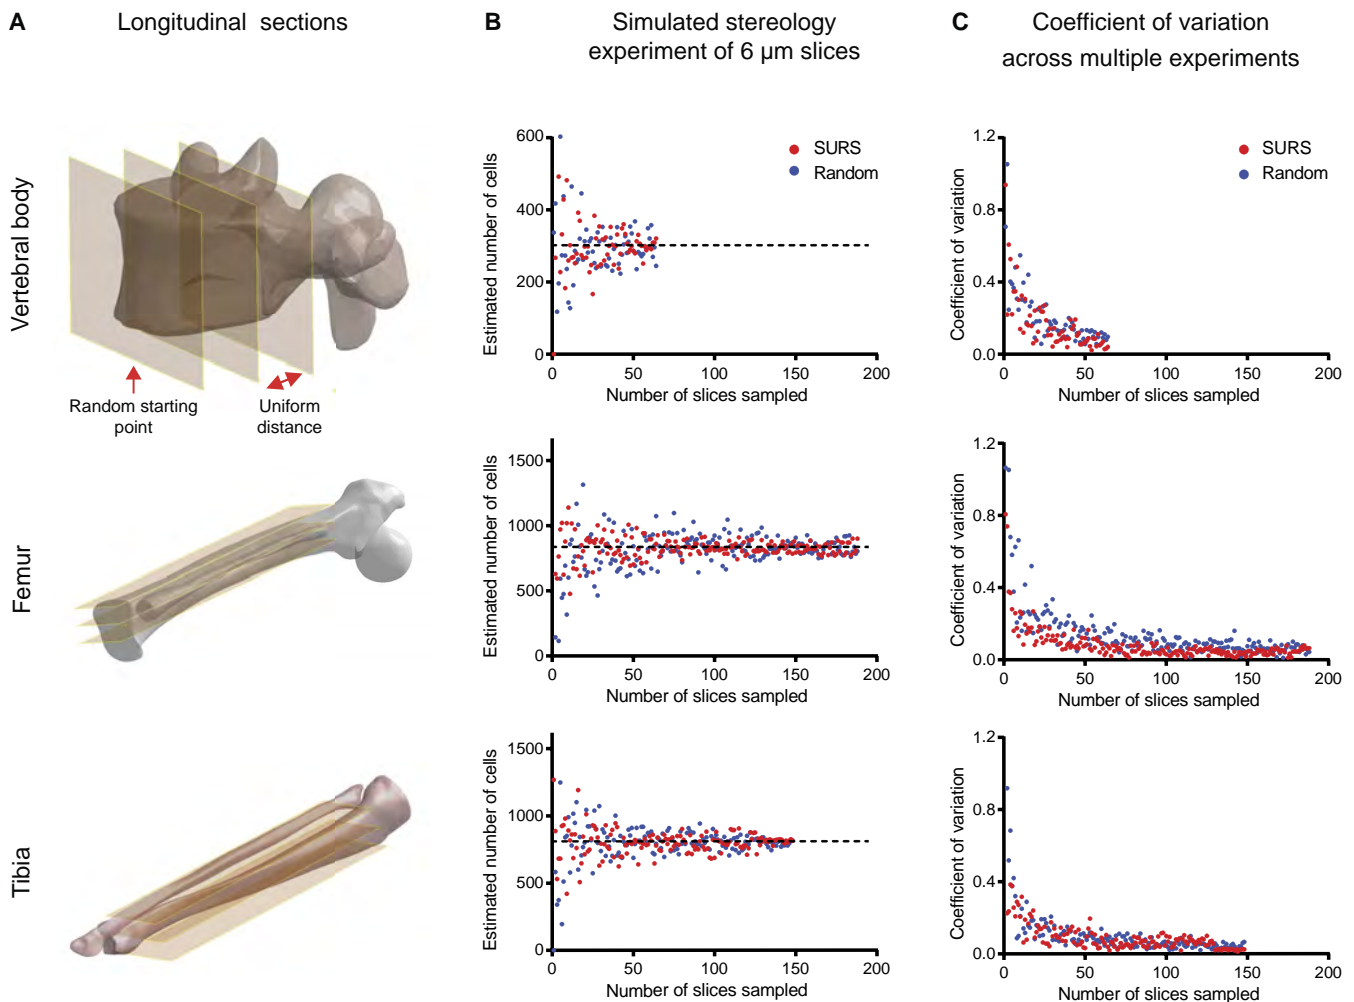 A
Longitudinal sections
B
Simulated stereology
experiment of 6 µm slices
C
Coefficient of variation
across multiple experiments
Vertebral body
Random starting
point
Uniform
distance
Estimated number of cells
600
400
200
0
0 50 100 150 200
Number of slices sampled
SURS
Random
Coefficient of variation
1.2
0.8
0.4
0.0
0 50 100 150 200
Number of slices sampled
SURS
Random
Femur
Estimated number of cells
1500
1000
500
0
0 50 100 150 200
Number of slices sampled
Coefficient of variation
1.2
0.8
0.4
0.0
0 50 100 150 200
Number of slices sampled
Tibia
Estimated number of cells
1500
1000
500
0
0 50 100 150 200
Number of slices sampled
Coefficient of variation
1.2
0.8
0.4
0.0
0 50 100 150 200
Number of slices sampled